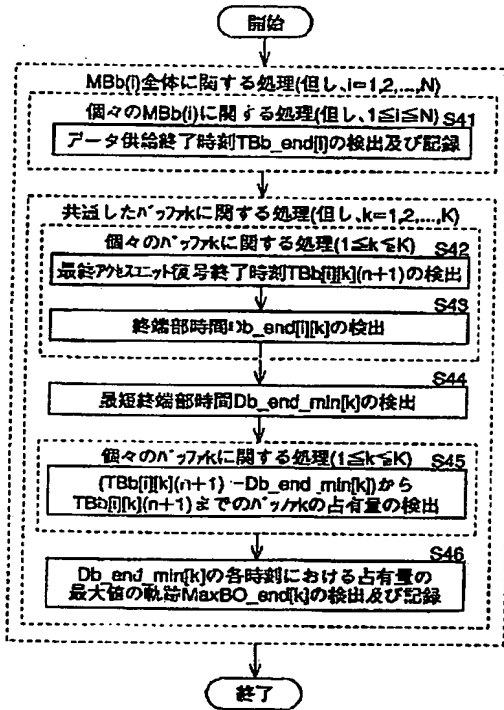 開始
MBb(i)全体に関する処理(但し、i=1,2,...,N)
個々のMBb(i)に関する処理(但し、1≦i≦N)
S41
データ供給終了時刻TBb_end[i]の検出及び記録
共通したバッファkに関する処理(但し、k=1,2,...,K)
個々のバッファkに関する処理(1≦k≦K)
S42
最終アクセスユニット復号終了時刻TBb[i][k](n+1)の検出
S43
終端部時間Db_end[i][k]の検出
S44
最短終端部時間Db_end_min[k]の検出
個々のバッファkに関する処理(1≦k≦K)
S45
(TBb[i][k](n+1)-Db_end_min[k])から
TBb[i][k](n+1)までのバッファkの占有量の検出
S46
Db_end_min[k]の各時刻における占有量の
最大値の軌跡MaxBO_end[k]の検出及び記録
終了